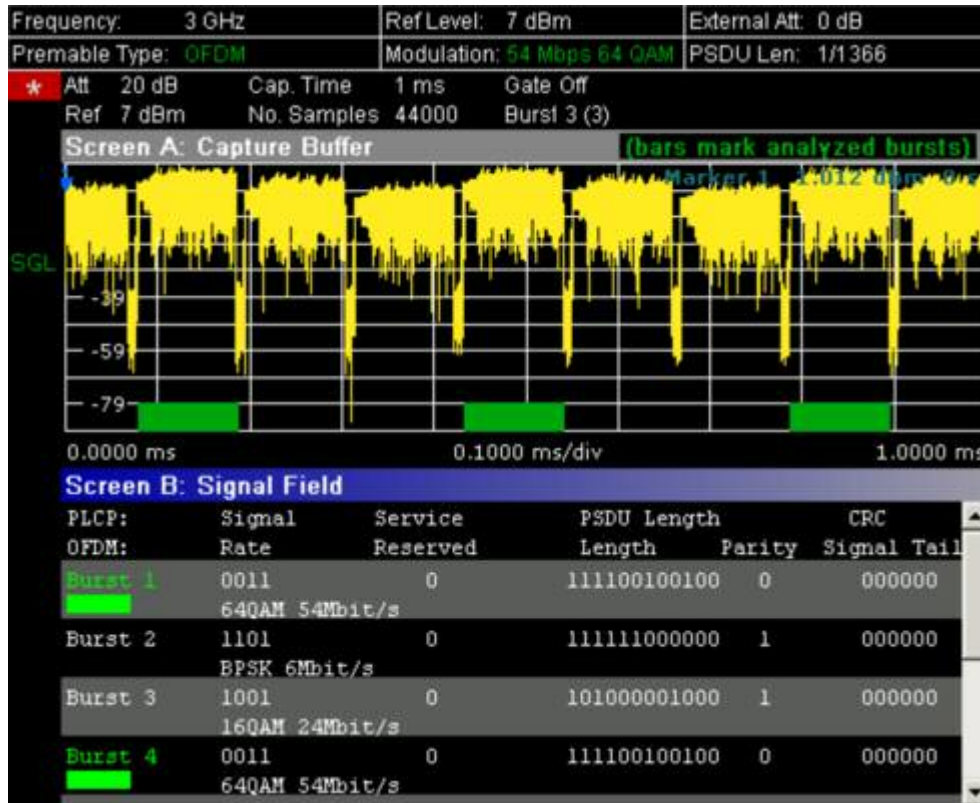 Frequency: 3 GHz Ref Level: 7 dBm External Att: 0 dB
Premable Type: OFDM Modulation: 54 Mbps 64 QAM PSDU Len: 1/1366
* Att 20 dB Cap. Time 1 ms Gate Off
Ref 7 dBm No. Samples 44000 Burst 3 (3)
Screen A: Capture Buffer (bars mark analyzed bursts)
Marker 1 1.012 dBm 0 s
SGL
-39
-59
-79
0.0000 ms 0.1000 ms/div 1.0000 ms
Screen B: Signal Field
PLCP: Signal Service PSDU Length CRC
OFDM: Rate Reserved Length Parity Signal Tail
Burst 1 0011 0 111100100100 0 000000
64QAM 54Mbit/s
Burst 2 1101 0 111111000000 1 000000
BPSK 6Mbit/s
Burst 3 1001 0 101000001000 1 000000
16QAM 24Mbit/s
Burst 4 0011 0 111100100100 0 000000
64QAM 54Mbit/s